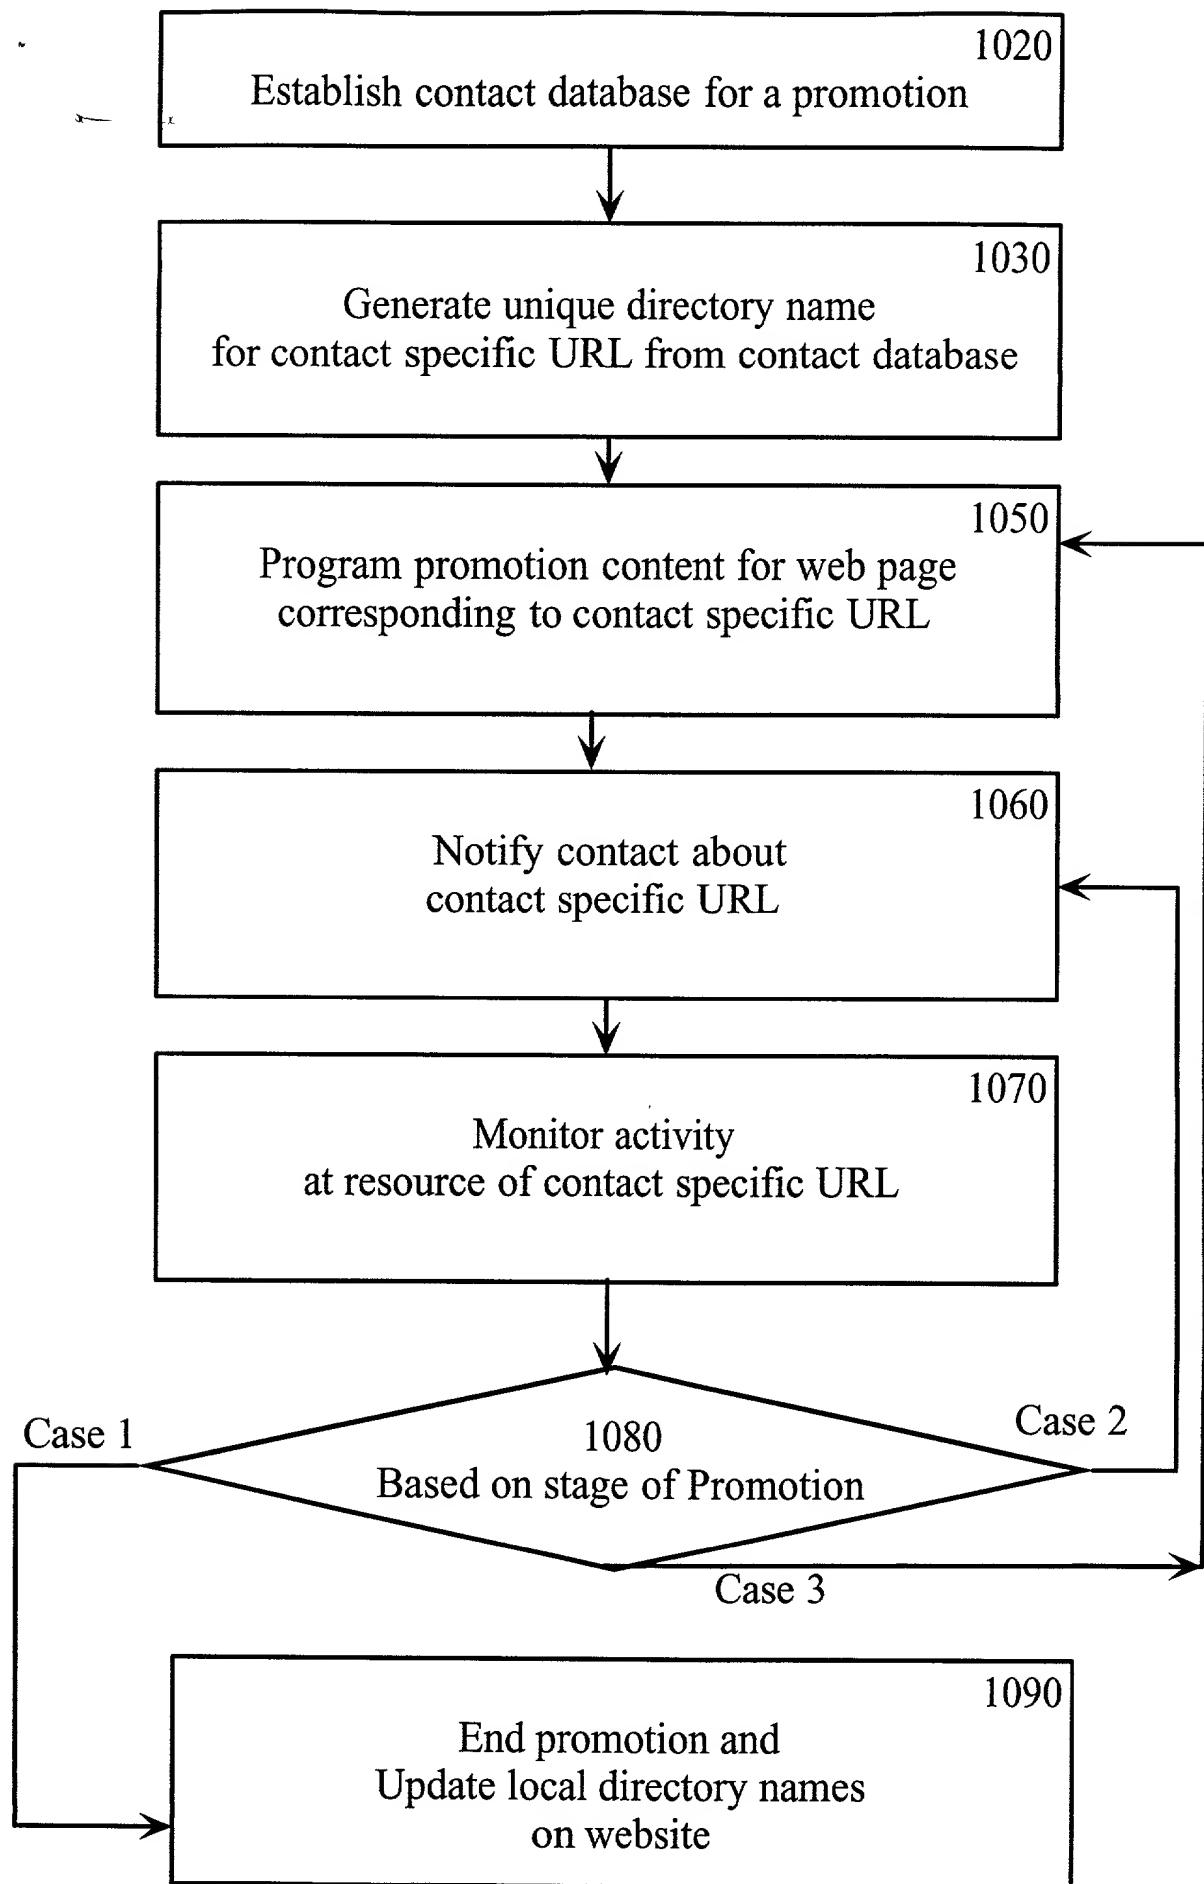 1020
Establish contact database for a promotion
1030
Generate unique directory name
for contact specific URL from contact database
1050
Program promotion content for web page
corresponding to contact specific URL
1060
Notify contact about
contact specific URL
1070
Monitor activity
at resource of contact specific URL
Case 1
1080
Based on stage of Promotion
Case 2
Case 3
1090
End promotion and
Update local directory names
on website